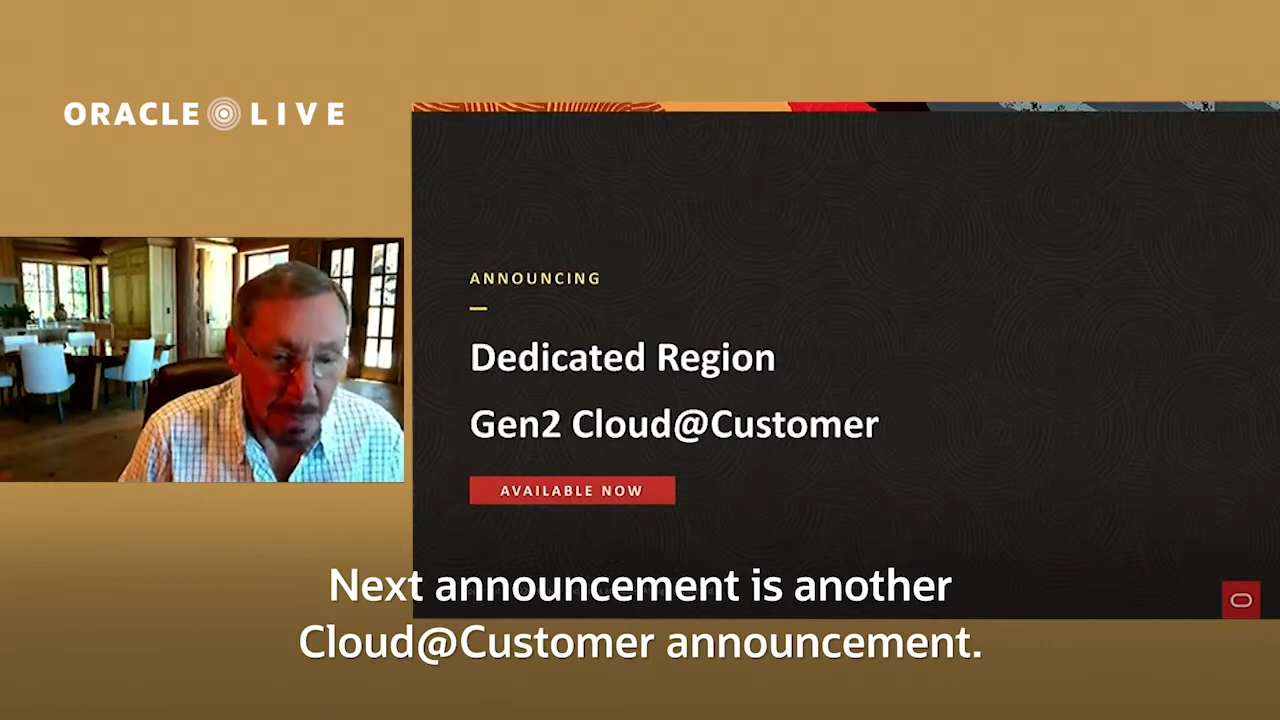 ORACLE LIVE
ANNOUNCING
Dedicated Region
Gen2 Cloud@Customer
AVAILABLE NOW
Next announcement is another
Cloud@Customer announcement.